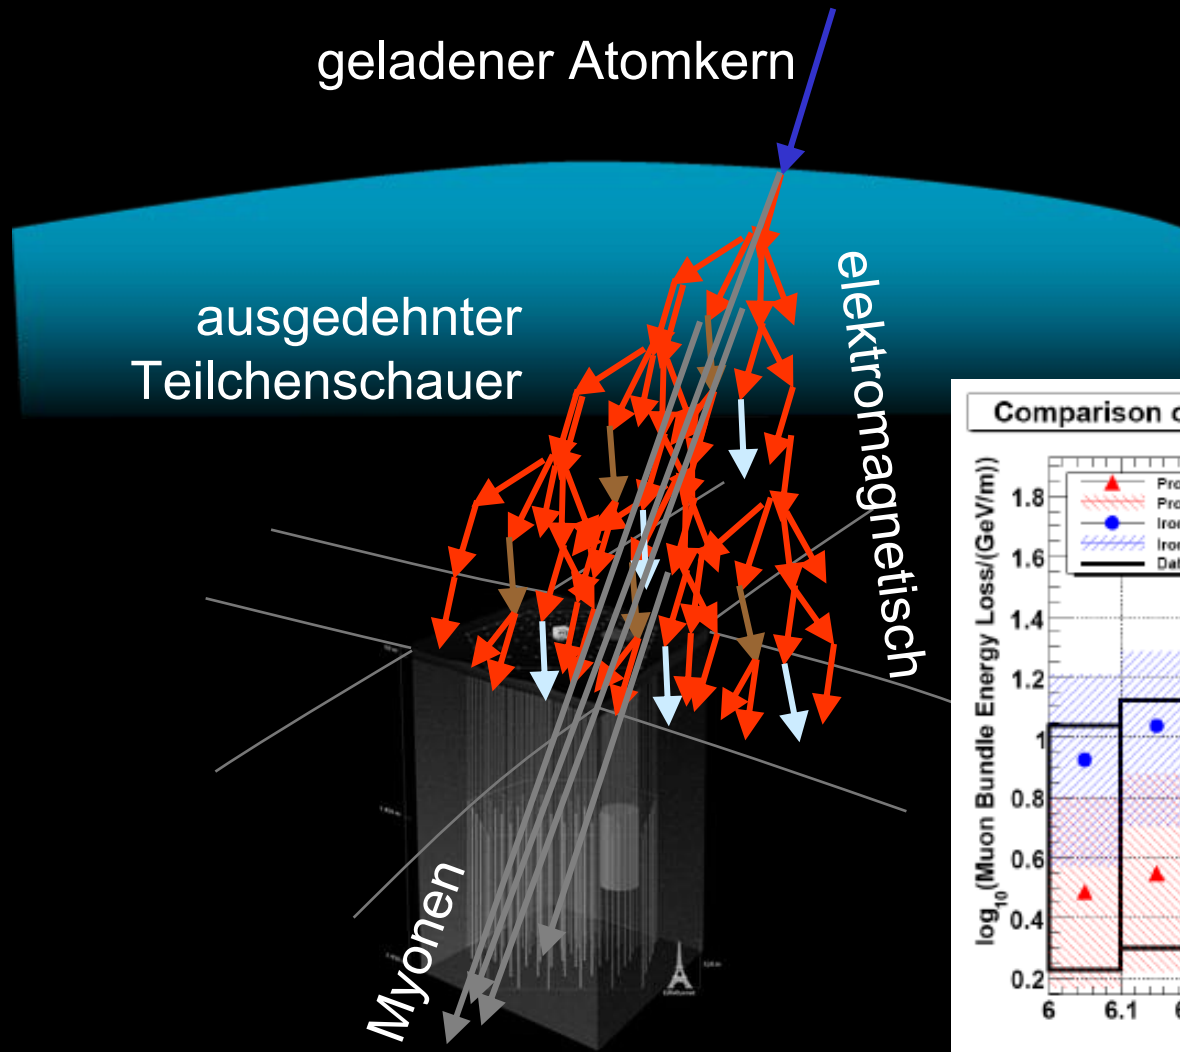 geladener Atomkern
ausgedehnter
Teilchenschauer
elektromagnetisch
Myonen
Comparison
log10(Muon Bundle Energy Loss/(GeV/m))
1.8
1.6
1.4
1.2
1
0.8
0.6
0.4
0.2
6
6.1